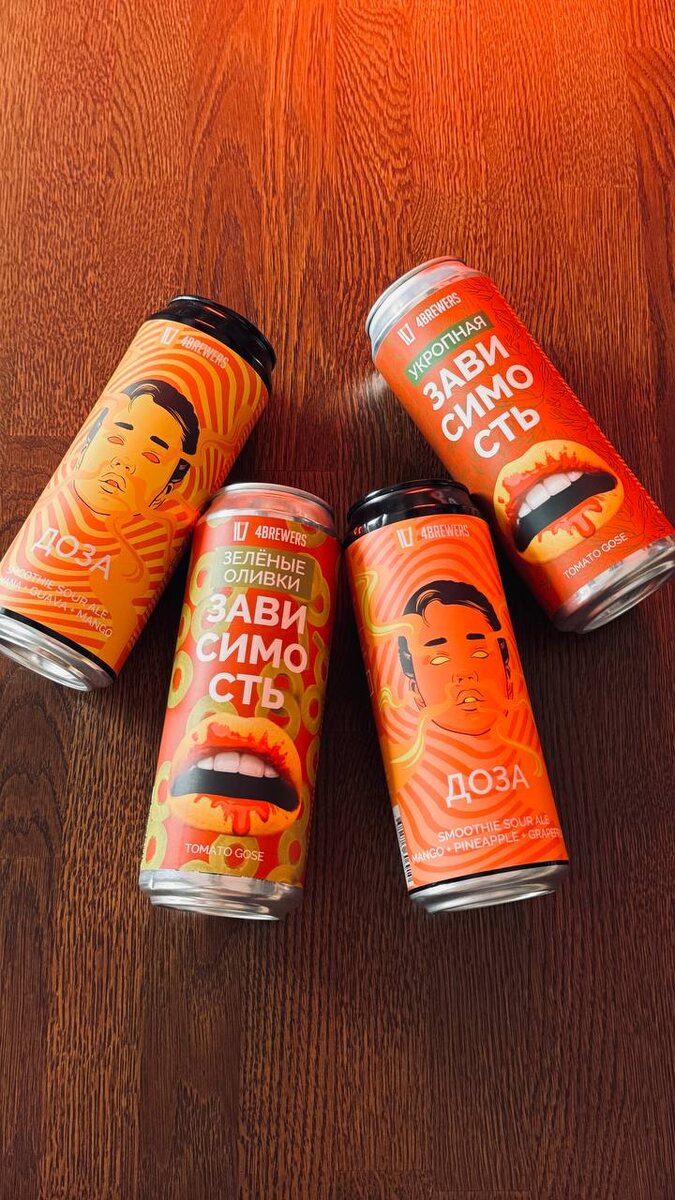 4BREWERS
ДОЗА
SMOOTHIE SOUR ALE
+ GUAVA + MANGO
4BREWERS
ЗЕЛЁНЫЕ
ОЛИВКИ
ЗАВИ
СИМО
СТЬ
TOMATO GOSE
4BREWERS
ДОЗА
SMOOTHIE SOUR ALE
MANGO + PINEAPPLE +
4BREWERS
УКРОПНАЯ
ЗАВИ
СИМО
СТЬ
TOMATO GOSE